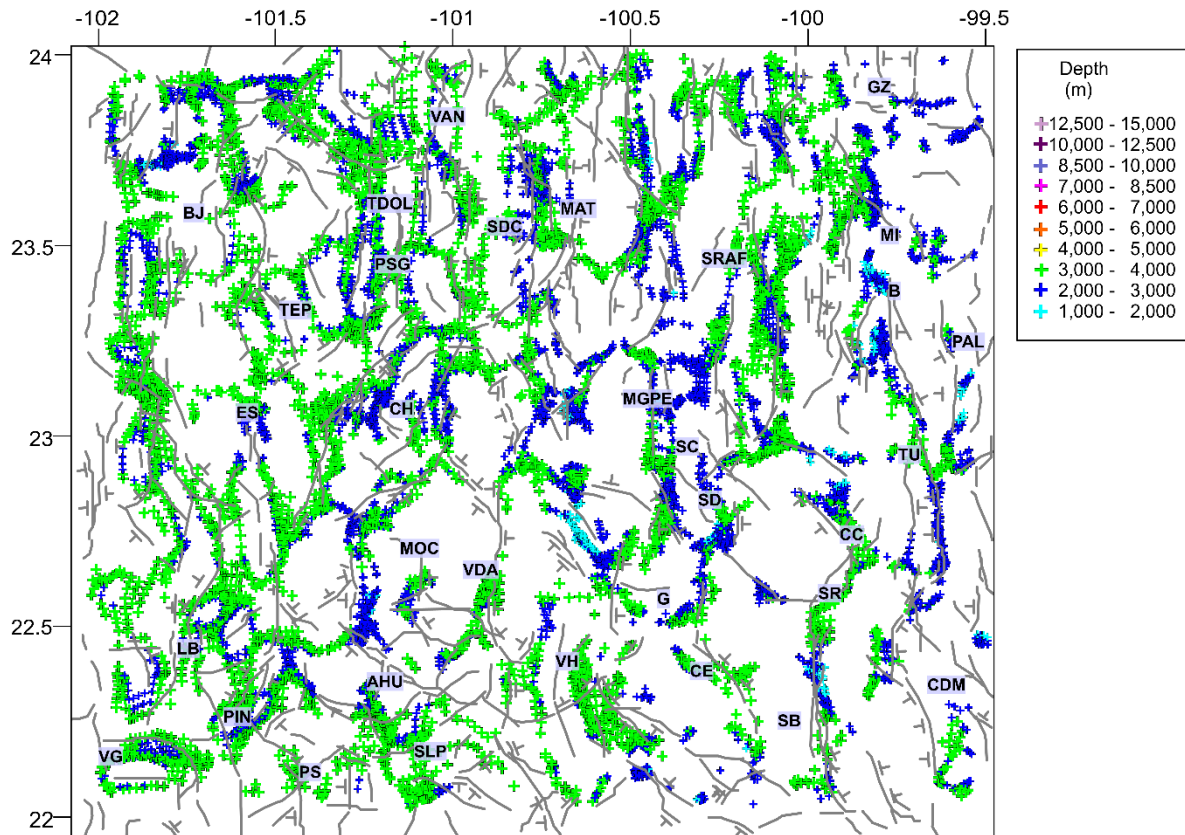 -102 -101.5 -101 -100.5 -100 -99.5
24
23.5
23
22.5
22
GZ
VAN
TDOL
BJ
SDC
MAT
MI
PSG
SRAF
B
TEP
PAL
MGPE
ES
CH
SC
TU
SD
CC
MOC
VDA
G
SR
LB
VH
CE
AHU
CDM
PIN
SB
SLP
VG
PS
Depth
(m)
12,500 - 15,000
10,000 - 12,500
8,500 - 10,000
7,000 - 8,500
6,000 - 7,000
5,000 - 6,000
4,000 - 5,000
3,000 - 4,000
2,000 - 3,000
1,000 - 2,000